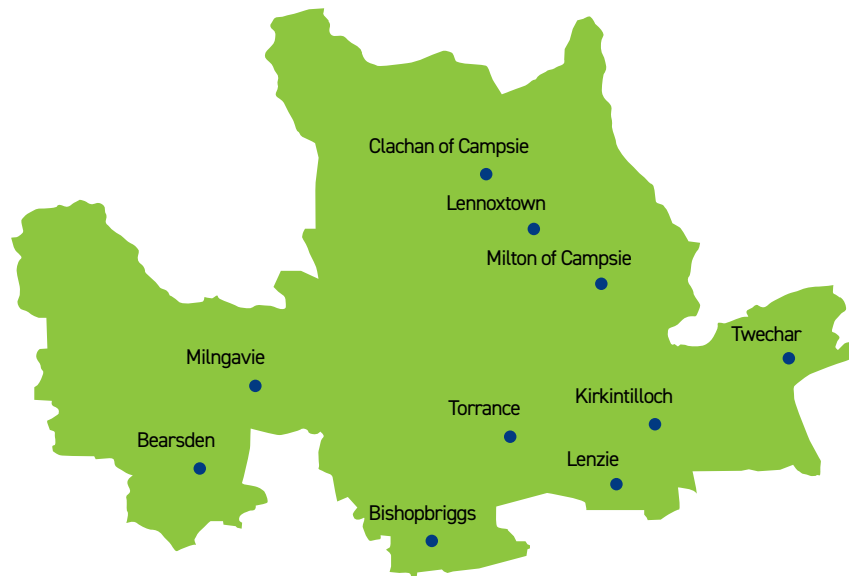 Clachan of Campsie
Lennoxtown
Milton of Campsie
Twechar
Milngavie
Kirkintilloch
Torrance
Bearsden
Lenzie
Bishopbriggs